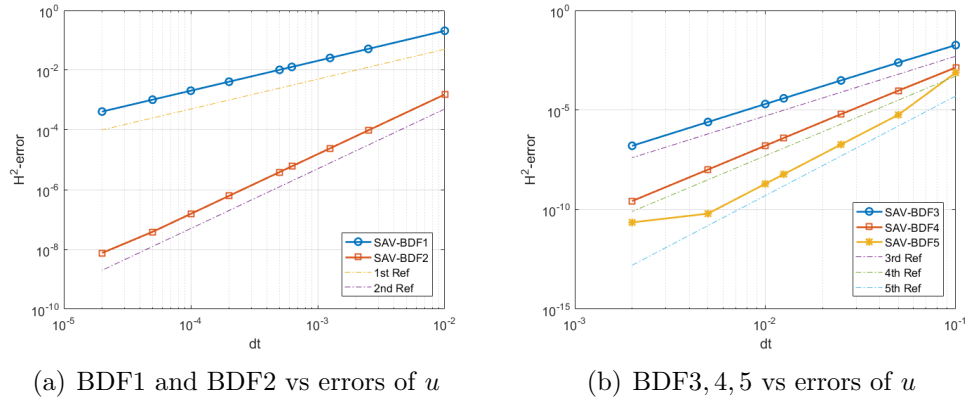 10^0
10^-2
10^-4
10^-6
10^-8
10^-10
H^2-error
10^-5
10^-4
10^-3
10^-2
dt
SAV-BDF1
SAV-BDF2
1st Ref
2nd Ref
(a) BDF1 and BDF2 vs errors of u
10^0
10^-5
10^-10
10^-15
H^2-error
10^-3
10^-2
10^-1
dt
SAV-BDF3
SAV-BDF4
SAV-BDF5
3rd Ref
4th Ref
5th Ref
(b) BDF3, 4, 5 vs errors of u